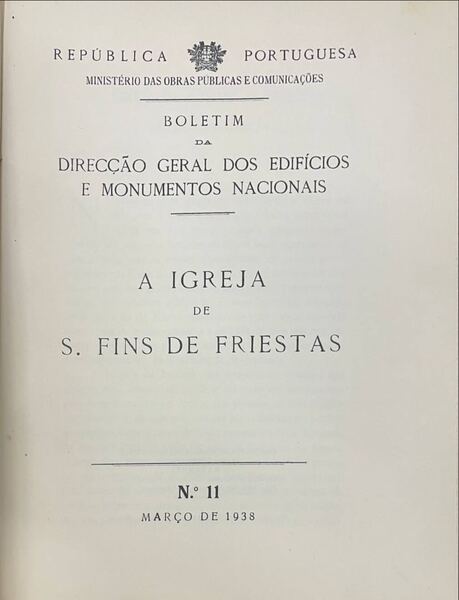 REPÚBLICA PORTUGUESA
MINISTÉRIO DAS OBRAS PÚBLICAS E COMUNICAÇÕES
BOLETIM
DA
DIRECÇÃO GERAL DOS EDIFÍCIOS
E MONUMENTOS NACIONAIS
A IGREJA
DE
S. FINS DE FRIESTAS
N.º 11
MARÇO DE 1938